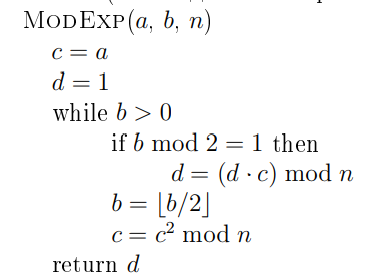 MODEXP(a, b, n)
c = a
d = 1
while b > 0
if b mod 2 = 1 then
d = (d · c) mod n
b = ⌊b/2⌋
c = c² mod n
return d